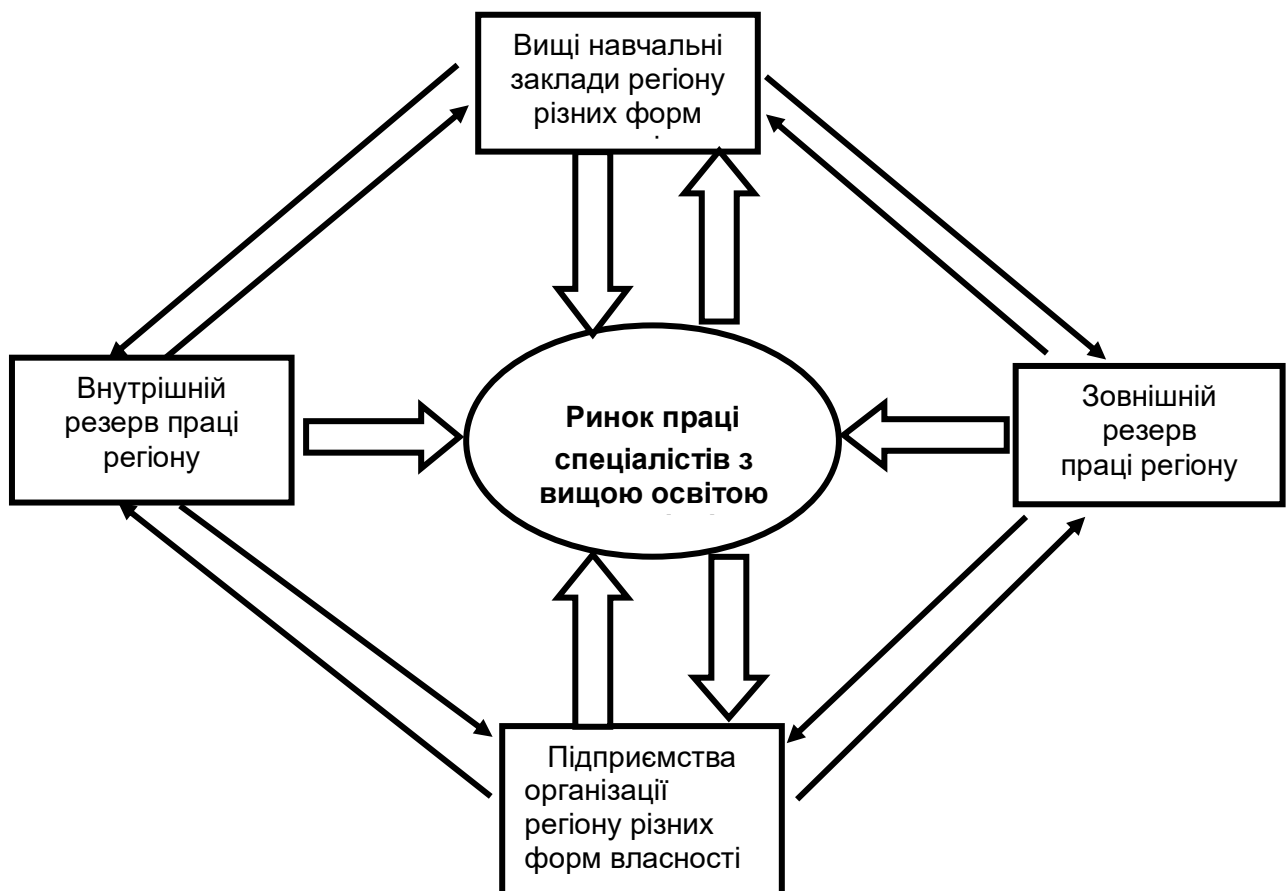 Вищі навчальні
заклади регіону
різних форм
Внутрішній
резерв праці
регіону
Ринок праці
спеціалістів з
вищою освітою
Зовнішній
резерв
праці регіону
Підприємства
організації
регіону різних
форм власності